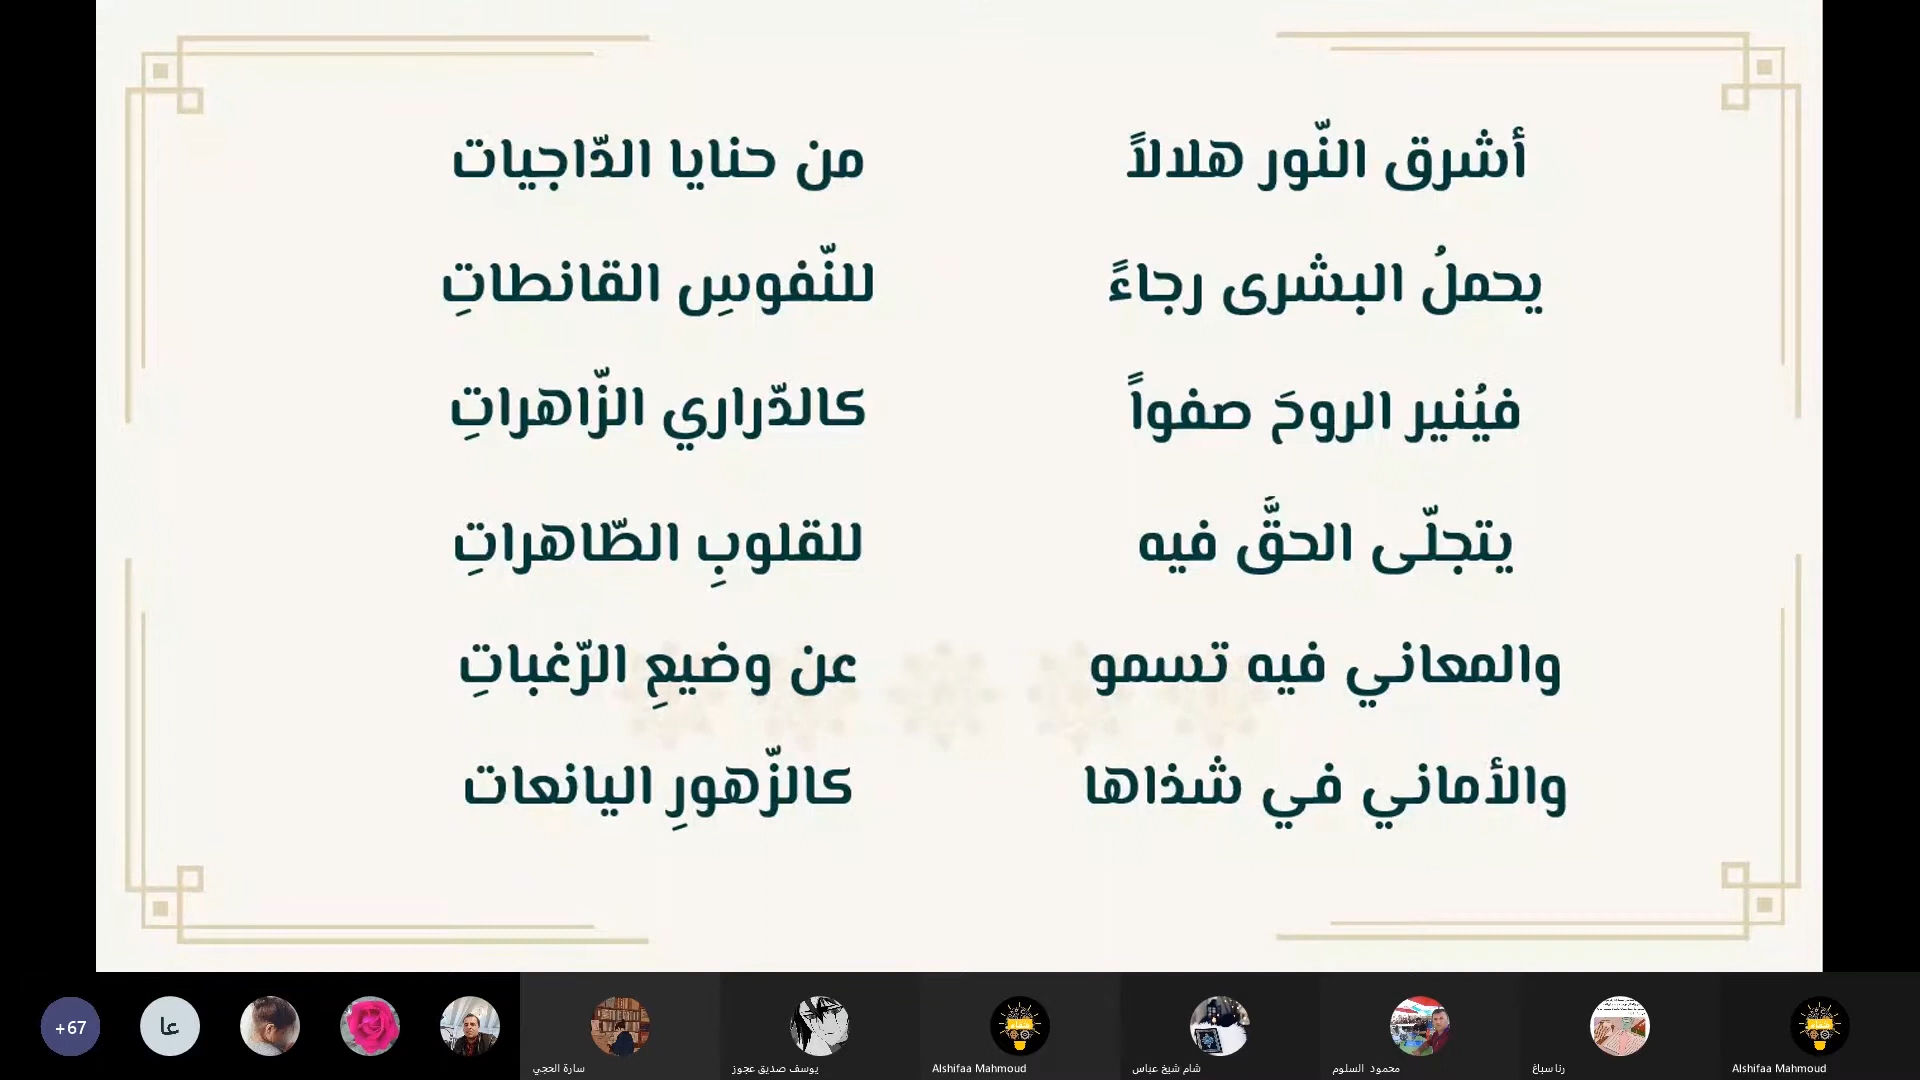 أشرق النّور هلالاً من حنايا الدّاجيات
يحملُ البشرى رجاءً للنّفوسِ القانطاتِ
فيُنير الروحَ صفواً كالدّراري الزّاهراتِ
يتجلّى الحقَّ فيه للقلوبِ الطّاهراتِ
والمعاني فيه تسمو عن وضيعِ الرّغباتِ
والأماني في شذاها كالزّهورِ اليانعات
+67
عا
سارة الحجي
يوسف صديق عجوز
Alshifaa Mahmoud
شام شيخ عباس
محمود السلوم
رنا سباغ
Alshifaa Mahmoud